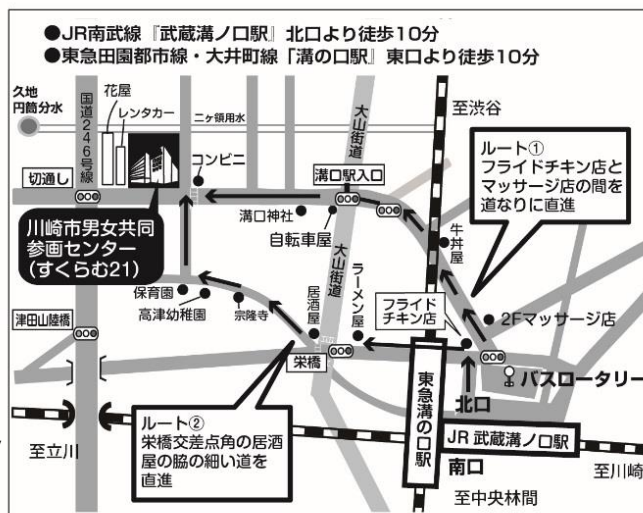 ●JR南武線『武蔵溝ノ口駅』北口より徒歩10分
●東急田園都市線・大井町線「溝の口駅」東口より徒歩10分
久地
円筒分水
国道246号線
花屋
レンタカー
二ヶ領用水
大山街道
至渋谷
コンビニ
切通し
溝口駅入口
ルート①
フライドチキン店と
マッサージ店の間を
道なりに直進
川崎市男女共同
参画センター
(すくらむ21)
溝口神社
自転車屋
牛丼屋
大山街道
保育園
高津幼稚園
宗隆寺
居酒屋
ラーメン屋
フライド
チキン店
2Fマッサージ店
津田山陸橋
栄橋
バスロータリー
北口
東急溝の口駅
ルート②
栄橋交差点角の居酒
屋の脇の細い道を
直進
JR 武蔵溝ノ口駅
南口
至立川
至川崎
至中央林間